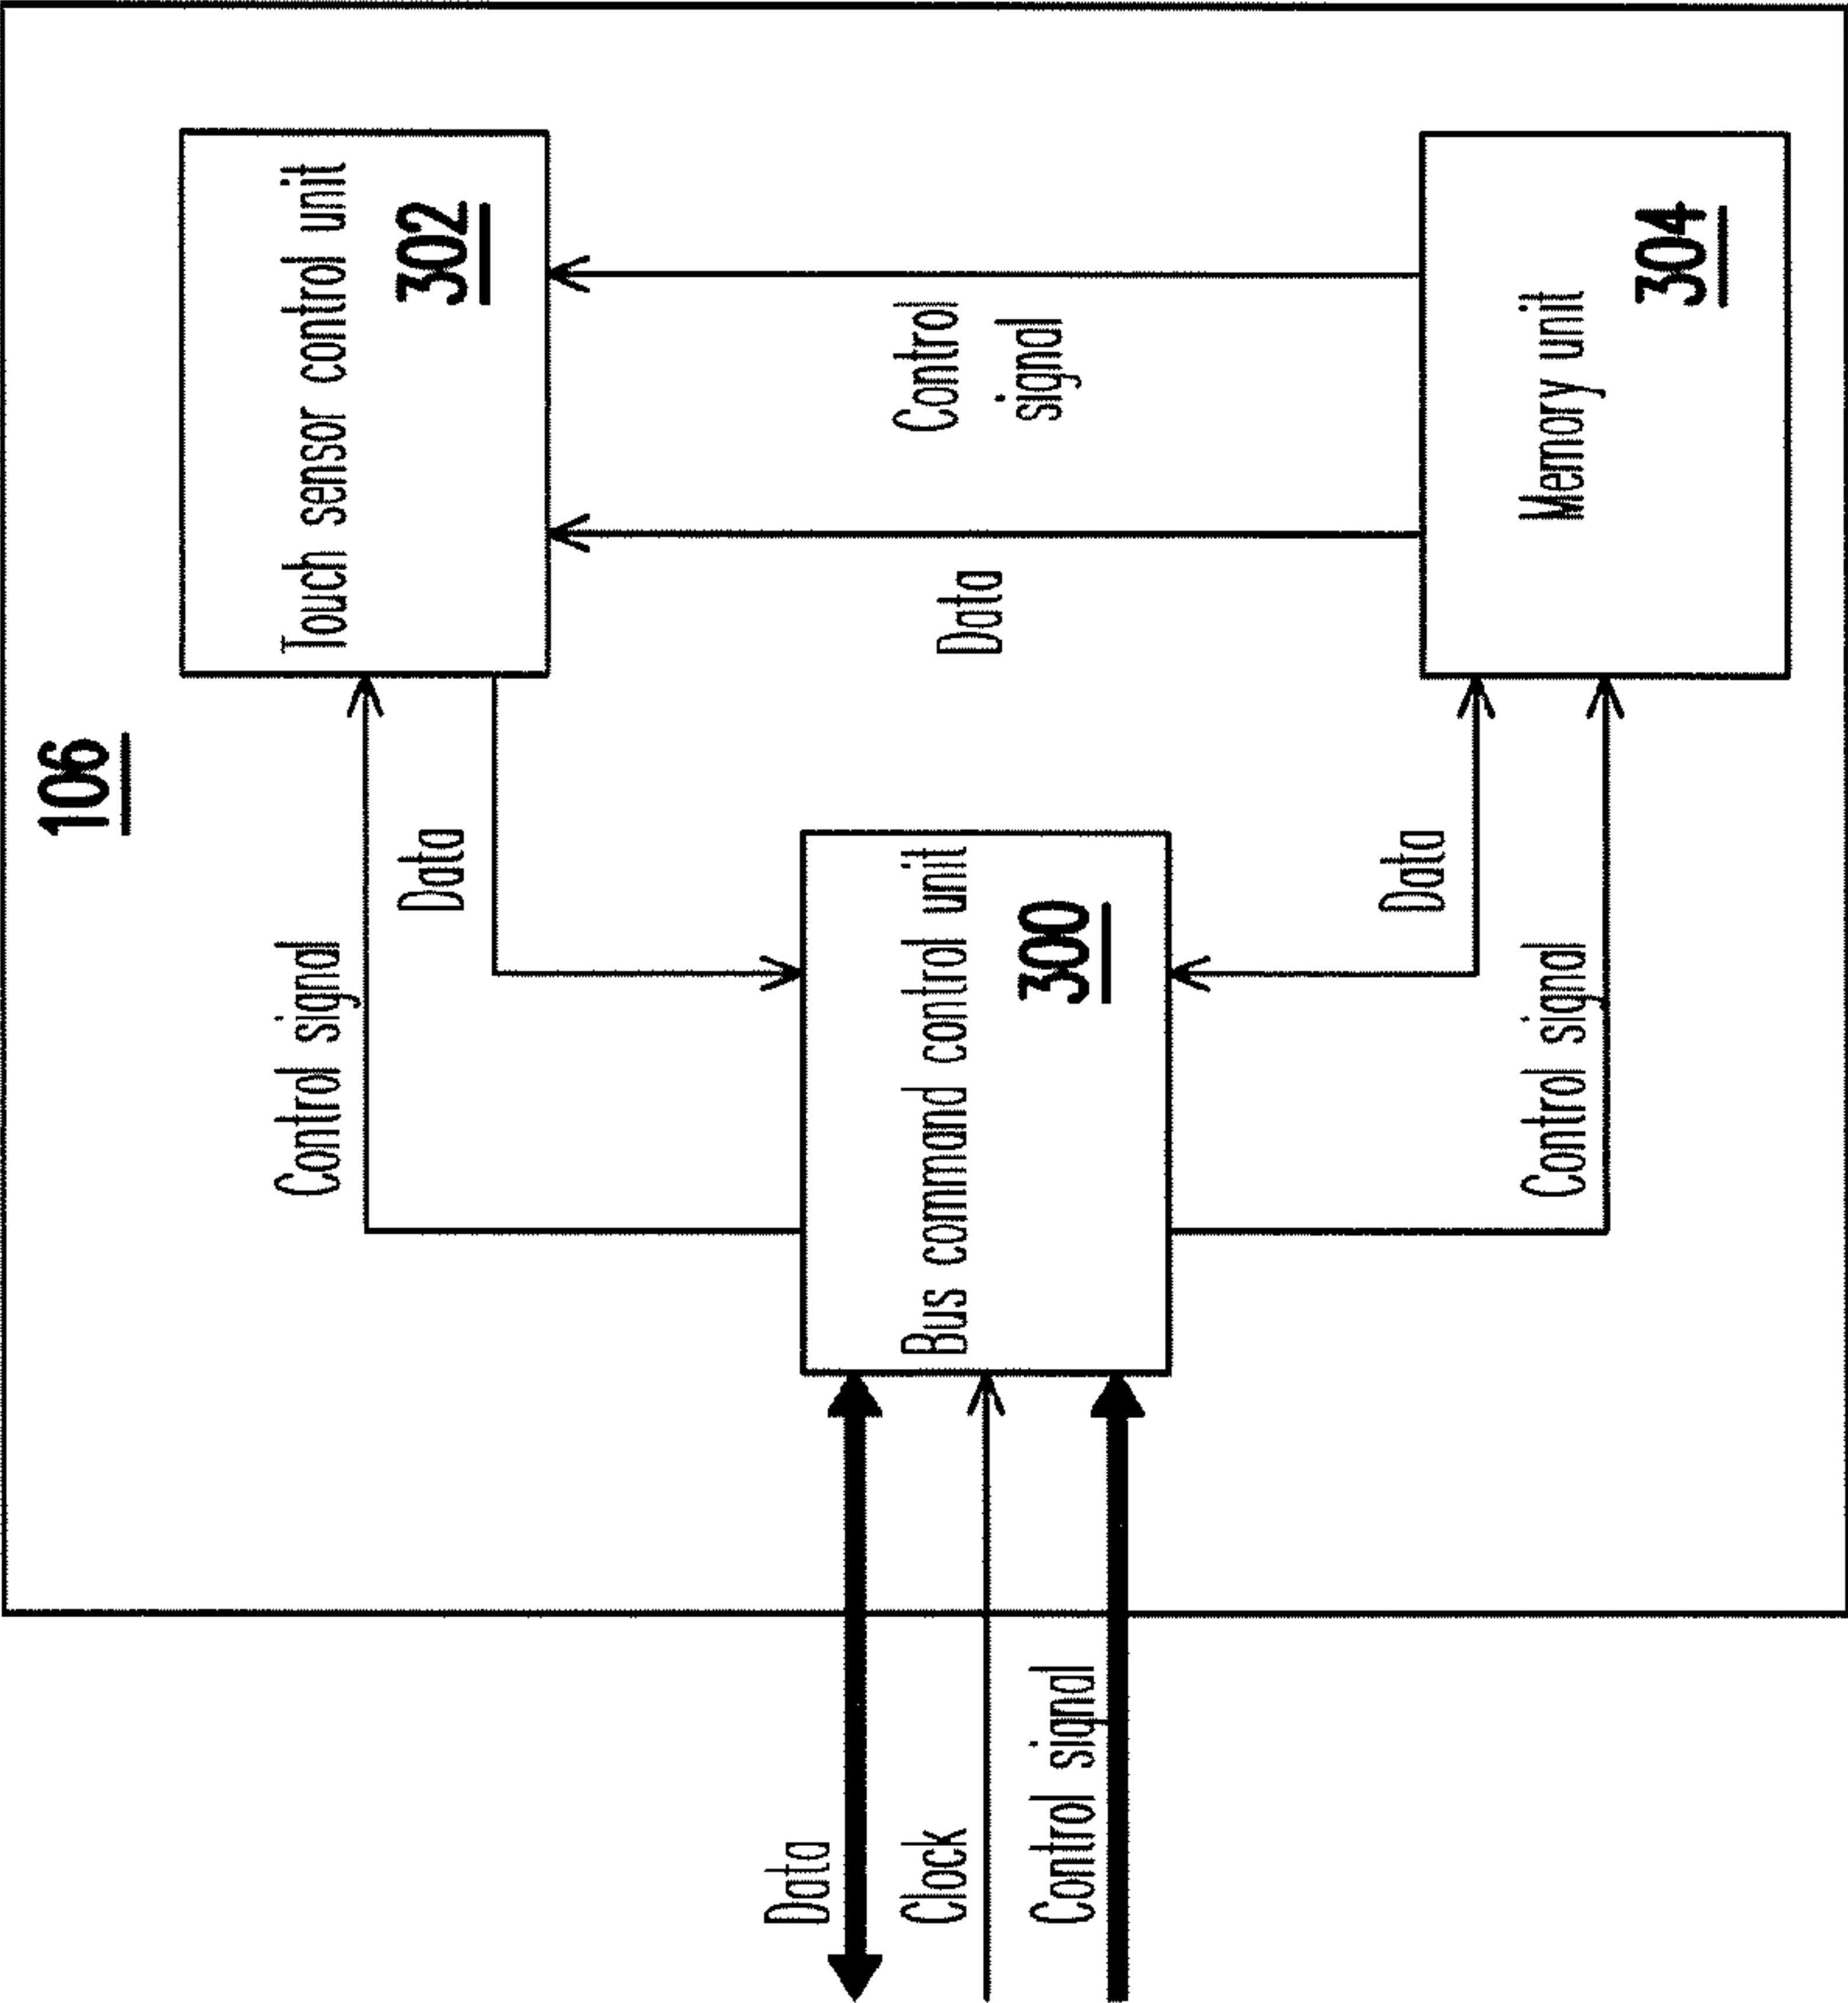 106
Touch sensor control unit
302
Control signal
Data
Data
Clock
Control signal
Bus command control unit
300
Data
Control
signal
Data
Control signal
Memory unit
304